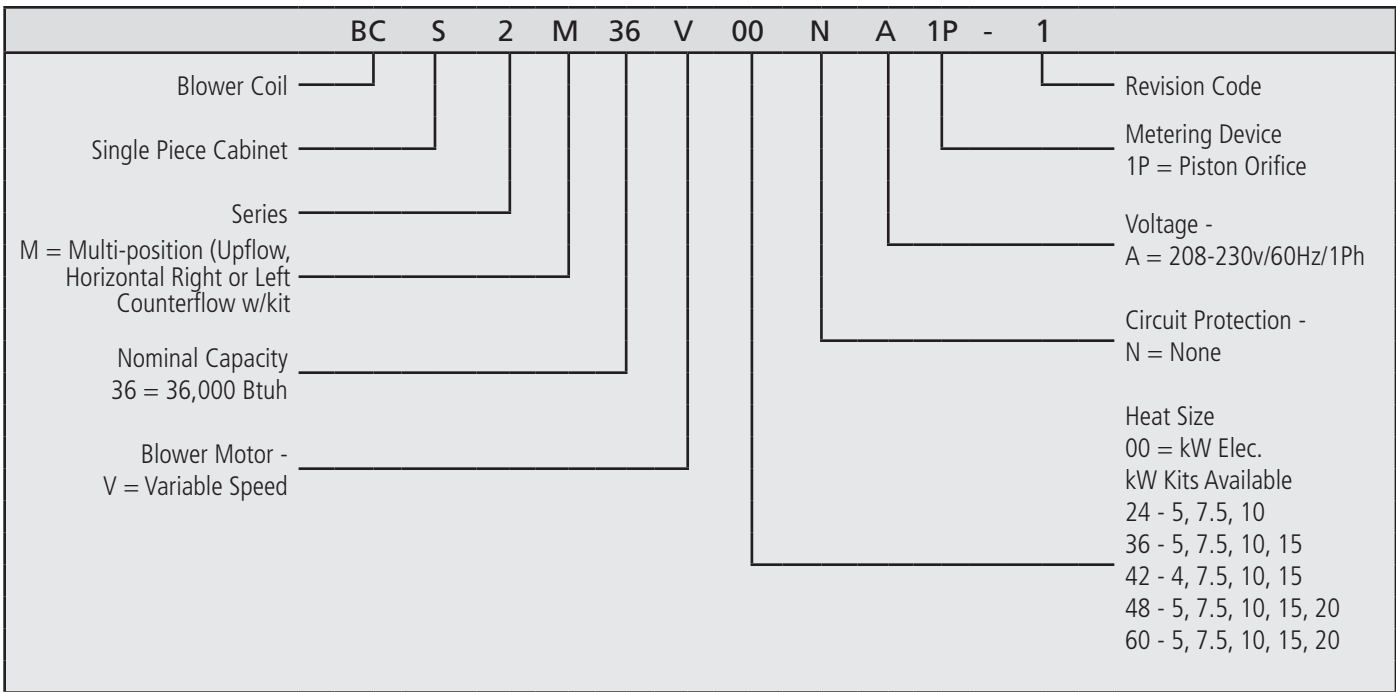 BC S 2 M 36 V 00 N A 1P - 1
Blower Coil
Single Piece Cabinet
Series
M = Multi-position (Upflow,
Horizontal Right or Left
Counterflow w/kit
Nominal Capacity
36 = 36,000 Btuh
Blower Motor -
V = Variable Speed
Revision Code
Metering Device
1P = Piston Orifice
Voltage -
A = 208-230v/60Hz/1Ph
Circuit Protection -
N = None
Heat Size
00 = kW Elec.
kW Kits Available
24 - 5, 7.5, 10
36 - 5, 7.5, 10, 15
42 - 4, 7.5, 10, 15
48 - 5, 7.5, 10, 15, 20
60 - 5, 7.5, 10, 15, 20